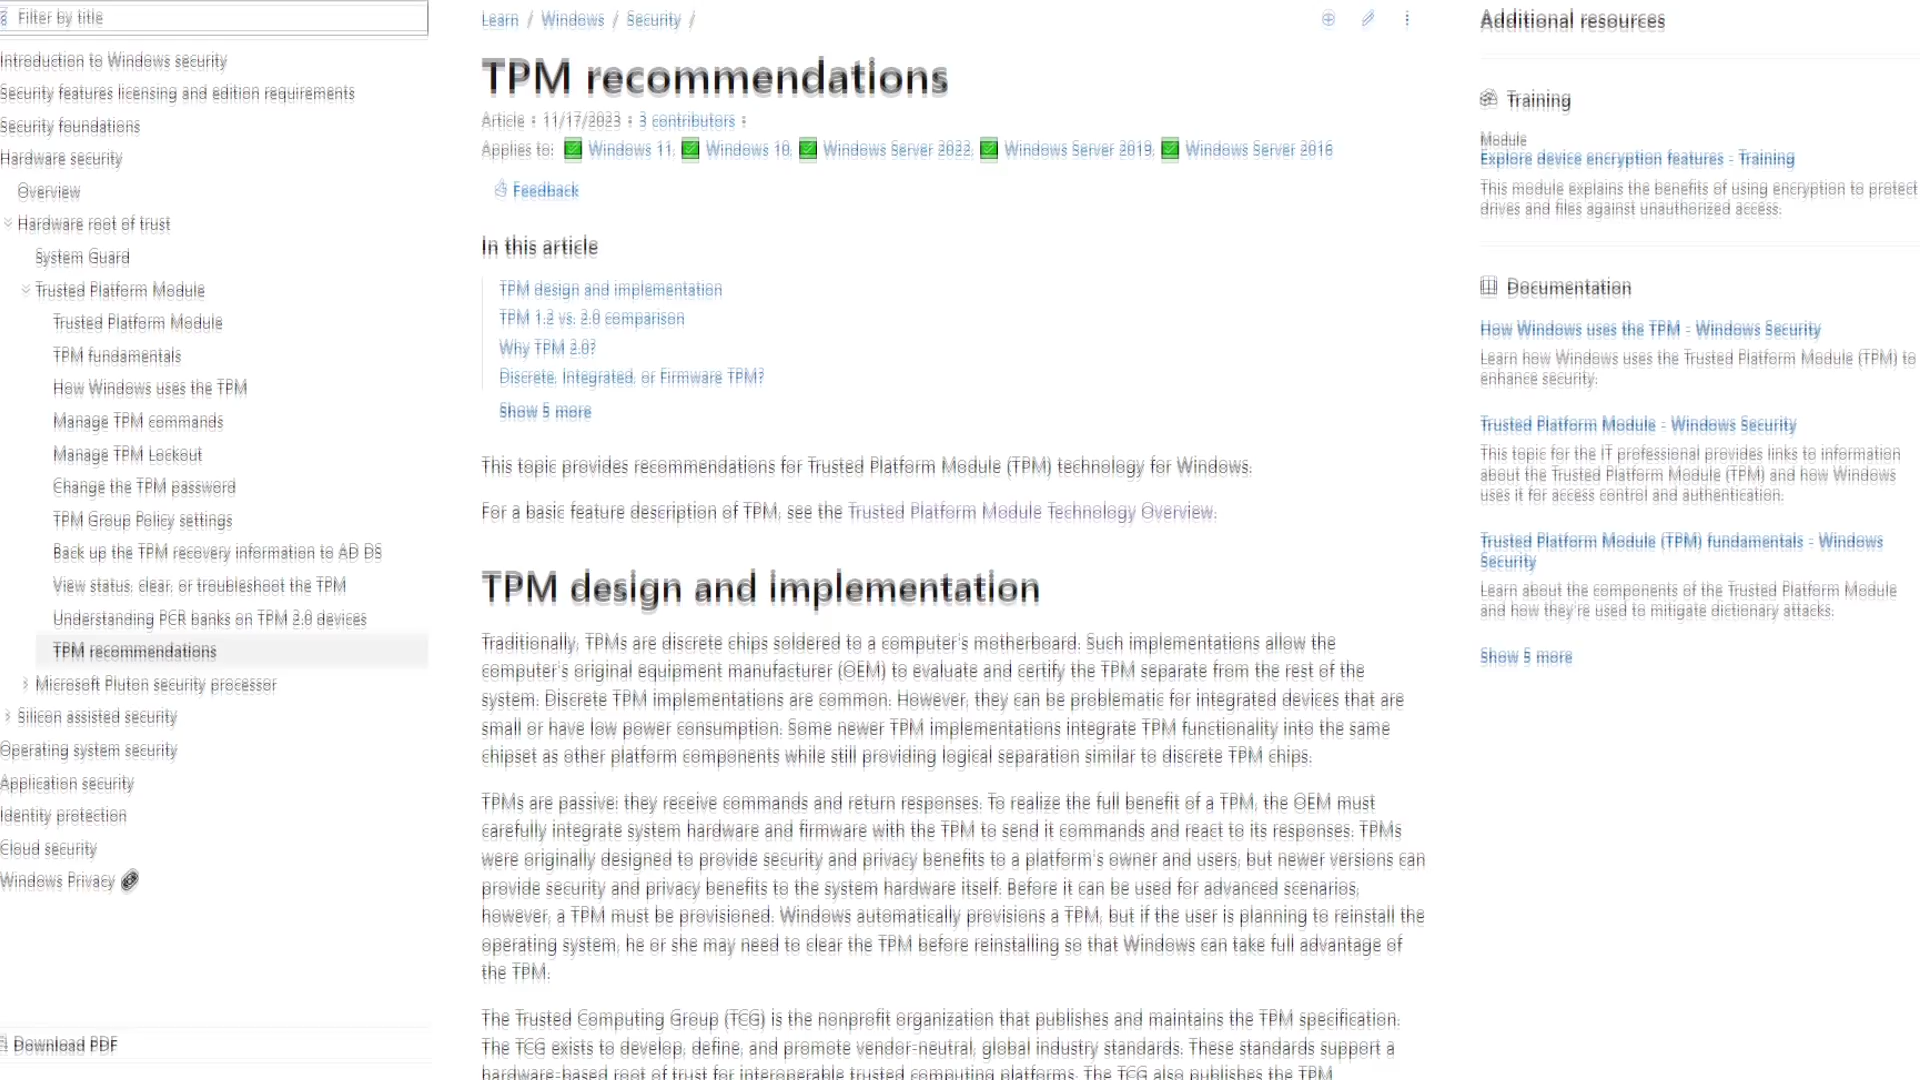 Filter by title
Introduction to Windows security
Security features licensing and edition requirements
Security foundations
Hardware security
Overview
Hardware root of trust
System Guard
Trusted Platform Module
Trusted Platform Module
TPM fundamentals
How Windows uses the TPM
Manage TPM commands
Manage TPM Lockout
Change the TPM password
TPM Group Policy settings
Back up the TPM recovery information to AD DS
View status, clear, or troubleshoot the TPM
Understanding PCR banks on TPM 2.0 devices
TPM recommendations
Microsoft Pluton security processor
Silicon assisted security
Operating system security
Application security
Identity protection
Cloud security
Windows Privacy
Download PDF
Learn / Windows / Security /
TPM recommendations
Article • 11/17/2023 • 3 contributors •
Applies to: ✅ Windows 11, ✅ Windows 10, ✅ Windows Server 2022, ✅ Windows Server 2019, ✅ Windows Server 2016
Feedback
In this article
TPM design and implementation
TPM 1.2 vs. 2.0 comparison
Why TPM 2.0?
Discrete, Integrated, or Firmware TPM?
Show 5 more
This topic provides recommendations for Trusted Platform Module (TPM) technology for Windows.
For a basic feature description of TPM, see the Trusted Platform Module Technology Overview.
TPM design and implementation
Traditionally, TPMs are discrete chips soldered to a computer's motherboard. Such implementations allow the
computer's original equipment manufacturer (OEM) to evaluate and certify the TPM separate from the rest of the
system. Discrete TPM implementations are common. However, they can be problematic for integrated devices that are
small or have low power consumption. Some newer TPM implementations integrate TPM functionality into the same
chipset as other platform components while still providing logical separation similar to discrete TPM chips.
TPMs are passive: they receive commands and return responses. To realize the full benefit of a TPM, the OEM must
carefully integrate system hardware and firmware with the TPM to send it commands and react to its responses. TPMs
were originally designed to provide security and privacy benefits to a platform's owner and users, but newer versions can
provide security and privacy benefits to the system hardware itself. Before it can be used for advanced scenarios,
however, a TPM must be provisioned. Windows automatically provisions a TPM, but if the user is planning to reinstall the
operating system, he or she may need to clear the TPM before reinstalling so that Windows can take full advantage of
the TPM.
The Trusted Computing Group (TCG) is the nonprofit organization that publishes and maintains the TPM specification.
The TCG exists to develop, define, and promote vendor-neutral, global industry standards. These standards support a
hardware-based root of trust for interoperable trusted computing platforms. The TCG also publishes the TPM
Additional resources
Training
Module
Explore device encryption features - Training
This module explains the benefits of using encryption to protect
drives and files against unauthorized access.
Documentation
How Windows uses the TPM - Windows Security
Learn how Windows uses the Trusted Platform Module (TPM) to
enhance security.
Trusted Platform Module - Windows Security
This topic for the IT professional provides links to information
about the Trusted Platform Module (TPM) and how Windows
uses it for access control and authentication.
Trusted Platform Module (TPM) fundamentals - Windows
Security
Learn about the components of the Trusted Platform Module
and how they're used to mitigate dictionary attacks.
Show 5 more